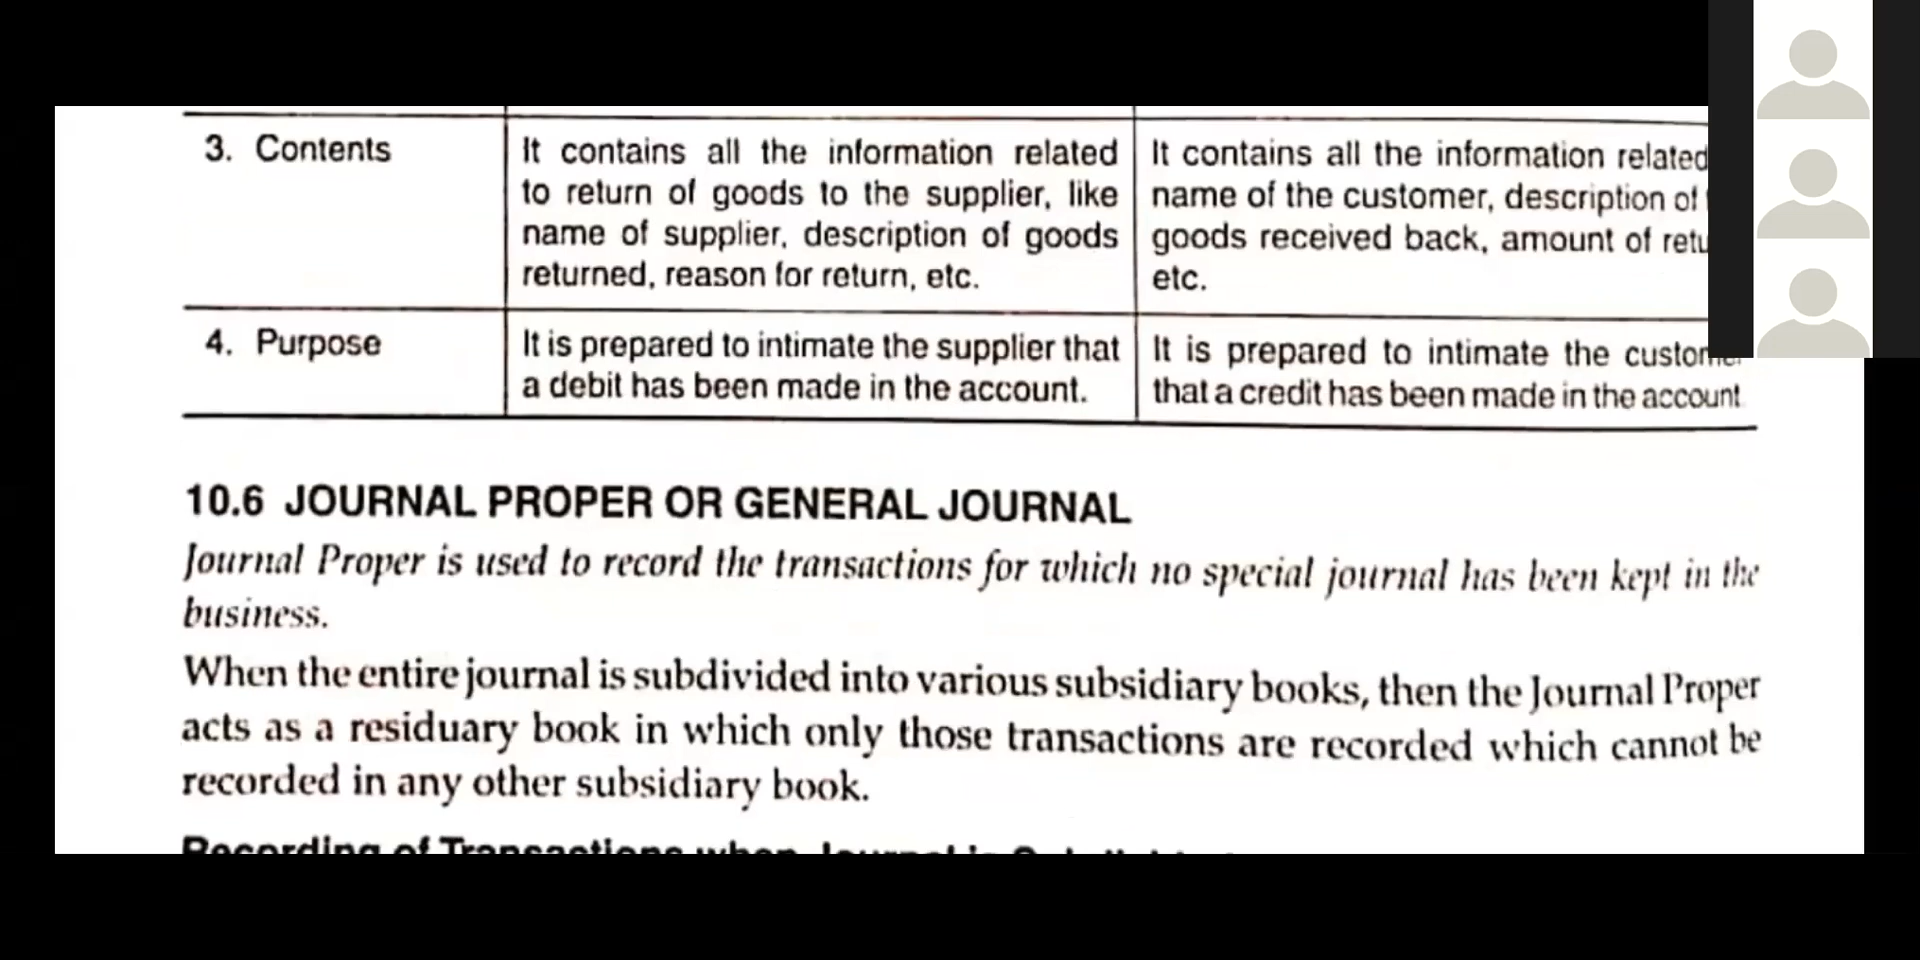 3. Contents
It contains all the information related
to return of goods to the supplier, like
name of supplier, description of goods
returned, reason for return, etc.
It contains all the information related
name of the customer, description of
goods received back, amount of
etc.
4. Purpose
It is prepared to intimate the supplier that
a debit has been made in the account.
It is prepared to intimate the customer
that a credit has been made in the account
10.6 JOURNAL PROPER OR GENERAL JOURNAL
Journal Proper is used to record the transactions for which no special journal has been kept in the
business.
When the entire journal is subdivided into various subsidiary books, then the Journal Proper
acts as a residuary book in which only those transactions are recorded which cannot be
recorded in any other subsidiary book.
Recording of Transactions when Journal is